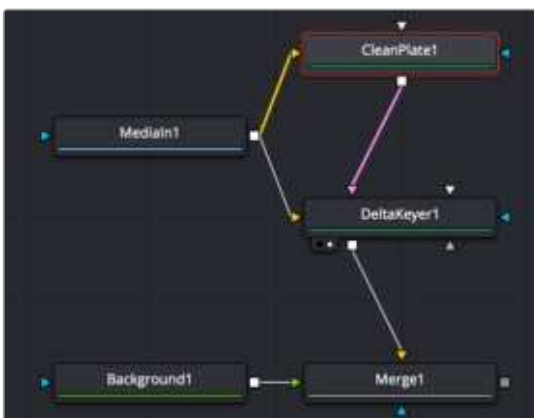 CleanPlate1
MediaIn1
DeltaKeyer1
Background1
Merge1